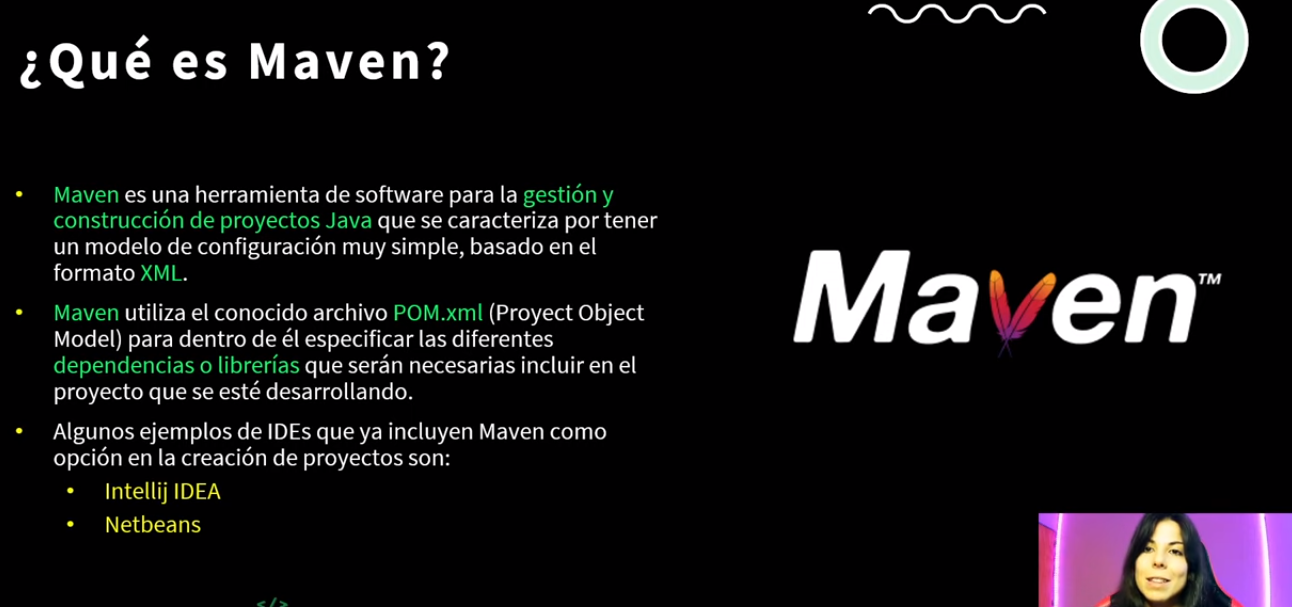 ¿Qué es Maven?
• Maven es una herramienta de software para la gestión y
construcción de proyectos Java que se caracteriza por tener
un modelo de configuración muy simple, basado en el
formato XML.
• Maven utiliza el conocido archivo POM.xml (Proyect Object
Model) para dentro de él especificar las diferentes
dependencias o librerías que serán necesarias incluir en el
proyecto que se esté desarrollando.
• Algunos ejemplos de IDEs que ya incluyen Maven como
opción en la creación de proyectos son:
• Intellij IDEA
• Netbeans
Maven™
</>